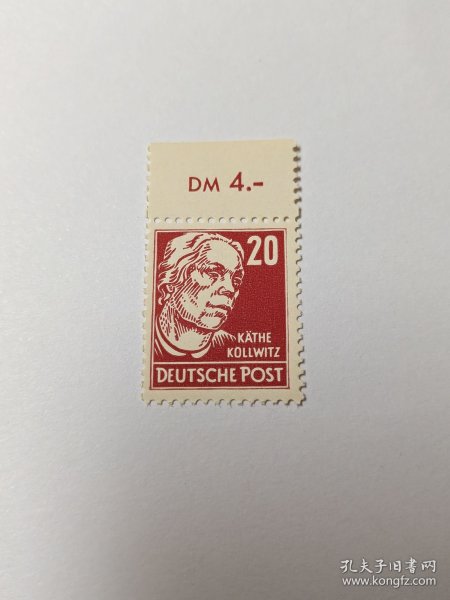 DM 4.-
20
KÄTHE
KOLLWITZ
DEUTSCHE POST
孔夫子旧书网
www.kongfz.com